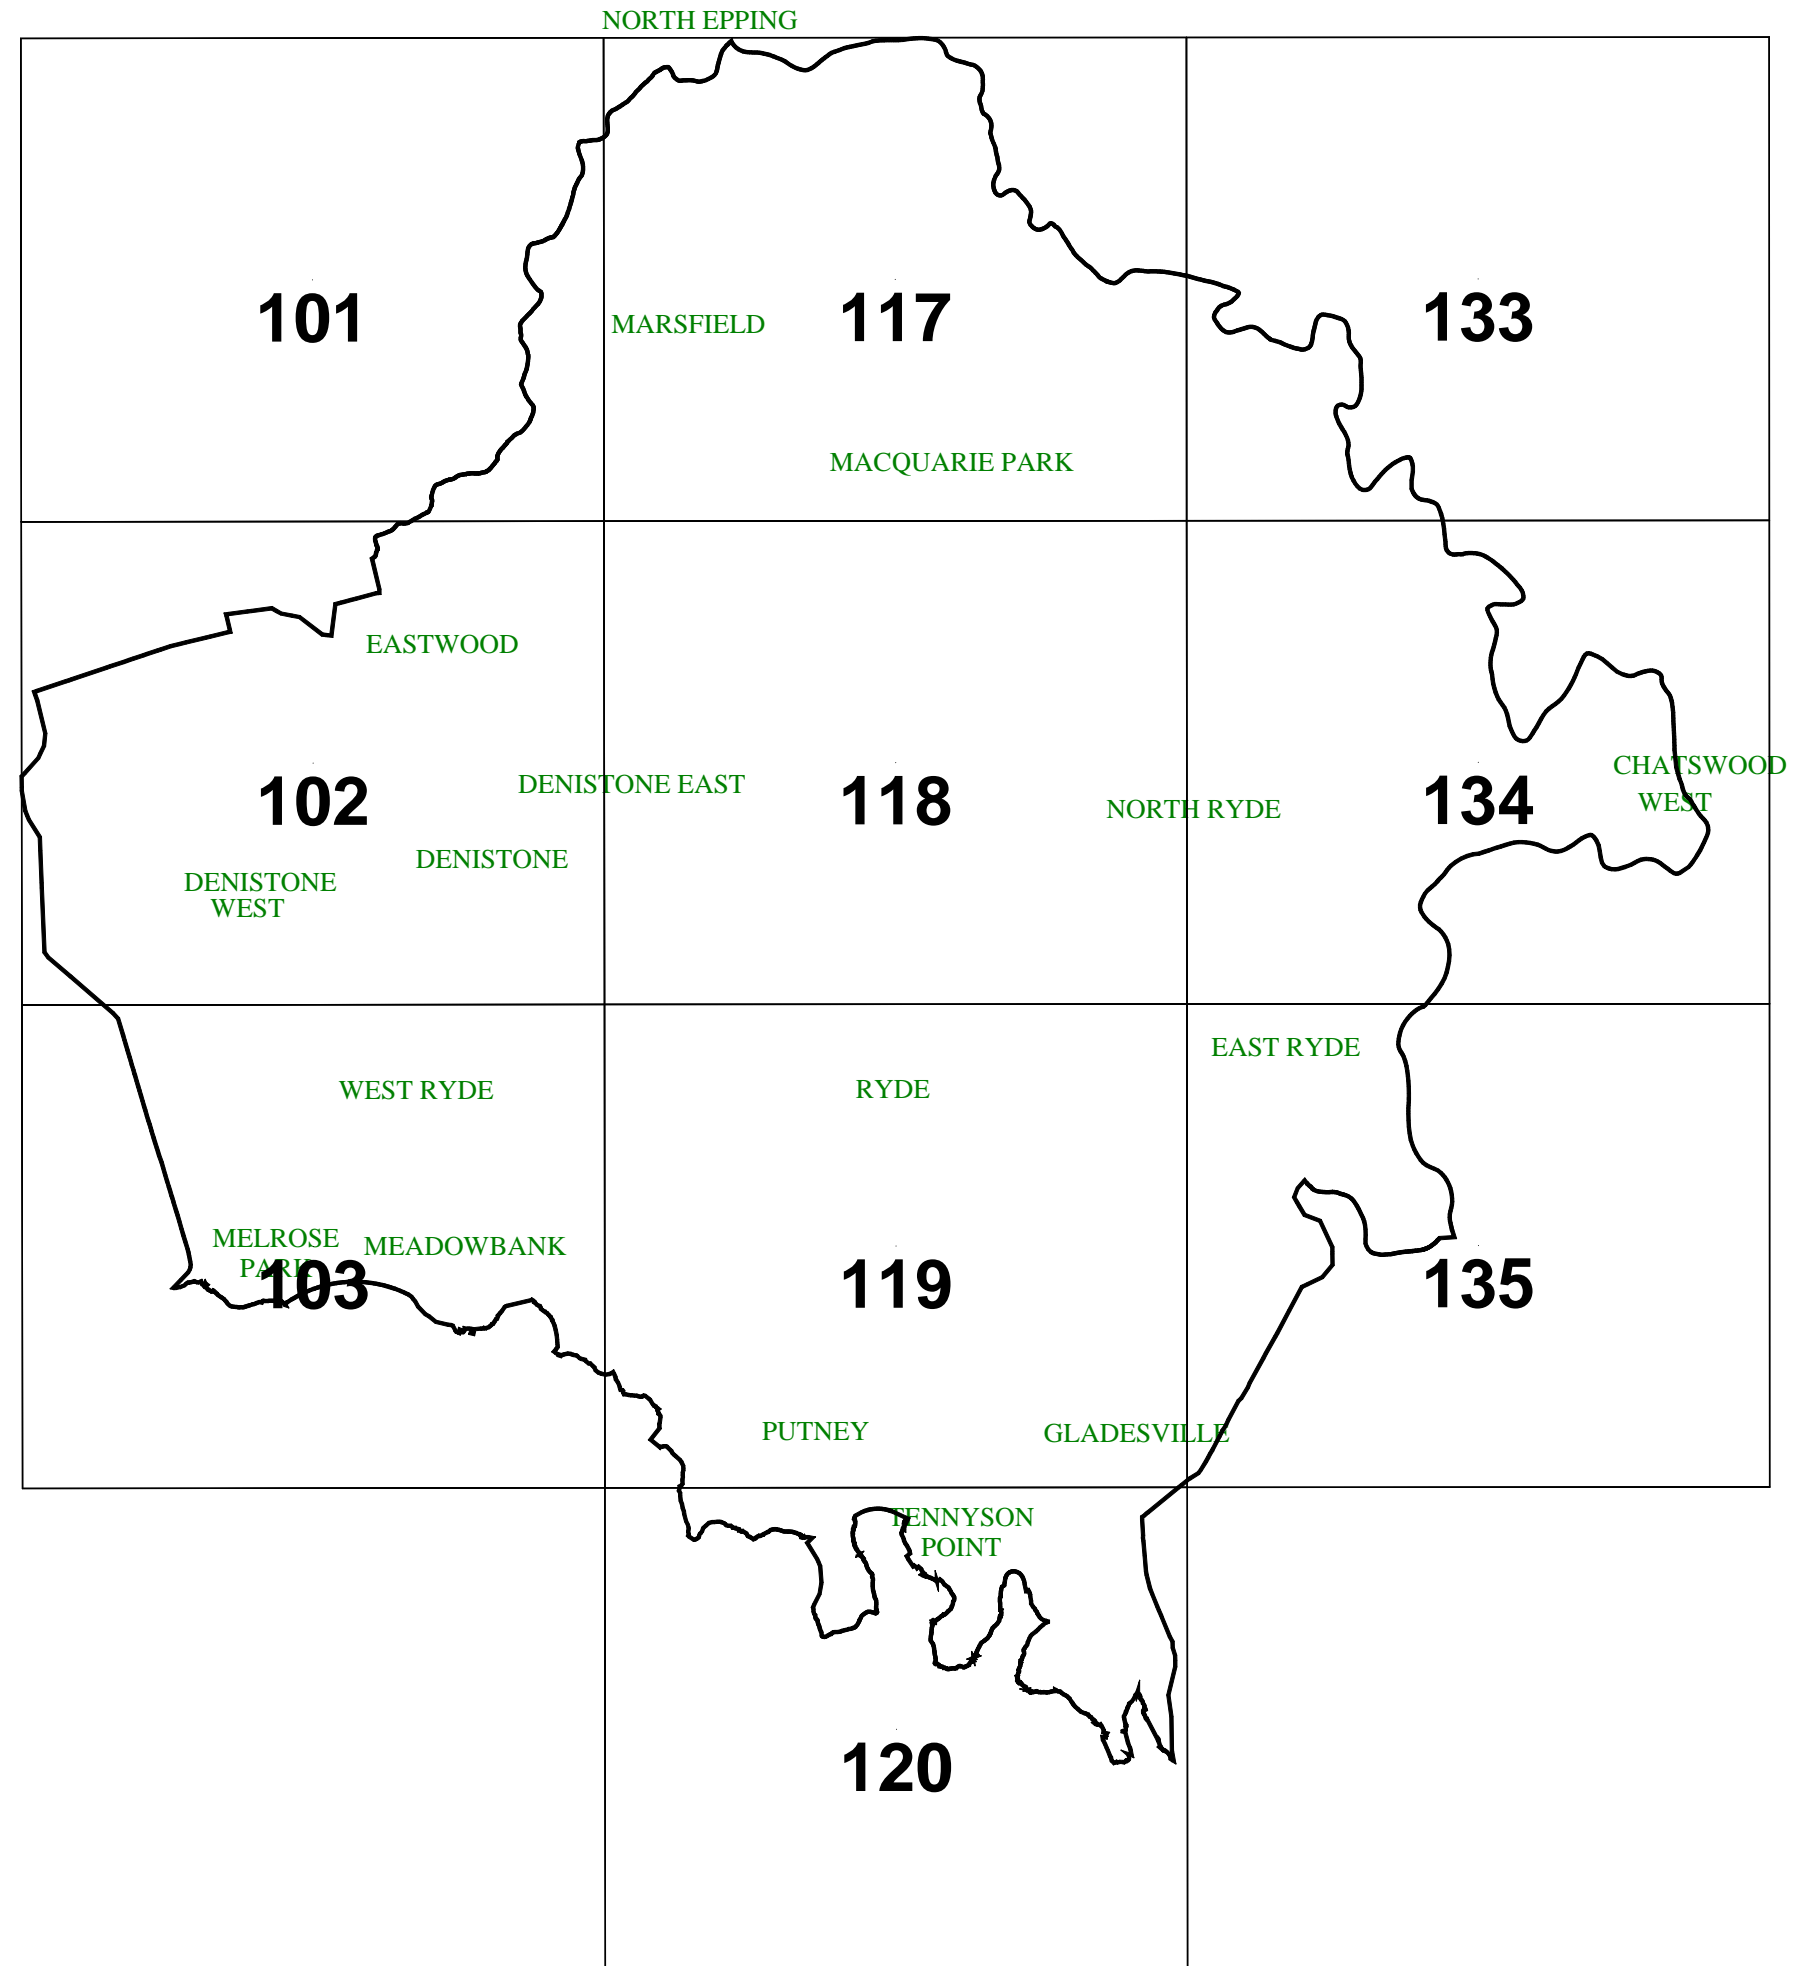 NORTH EPPING
101
MARSFIELD
117
133
MACQUARIE PARK
EASTWOOD
CHATSWOOD
WEST
102
DENISTONE EAST
118
NORTH RYDE
134
DENISTONE
DENISTONE
WEST
EAST RYDE
WEST RYDE
RYDE
MELROSE
PARK
MEADOWBANK
103
119
135
PUTNEY
GLADESVILLE
TENNYSON
POINT
120